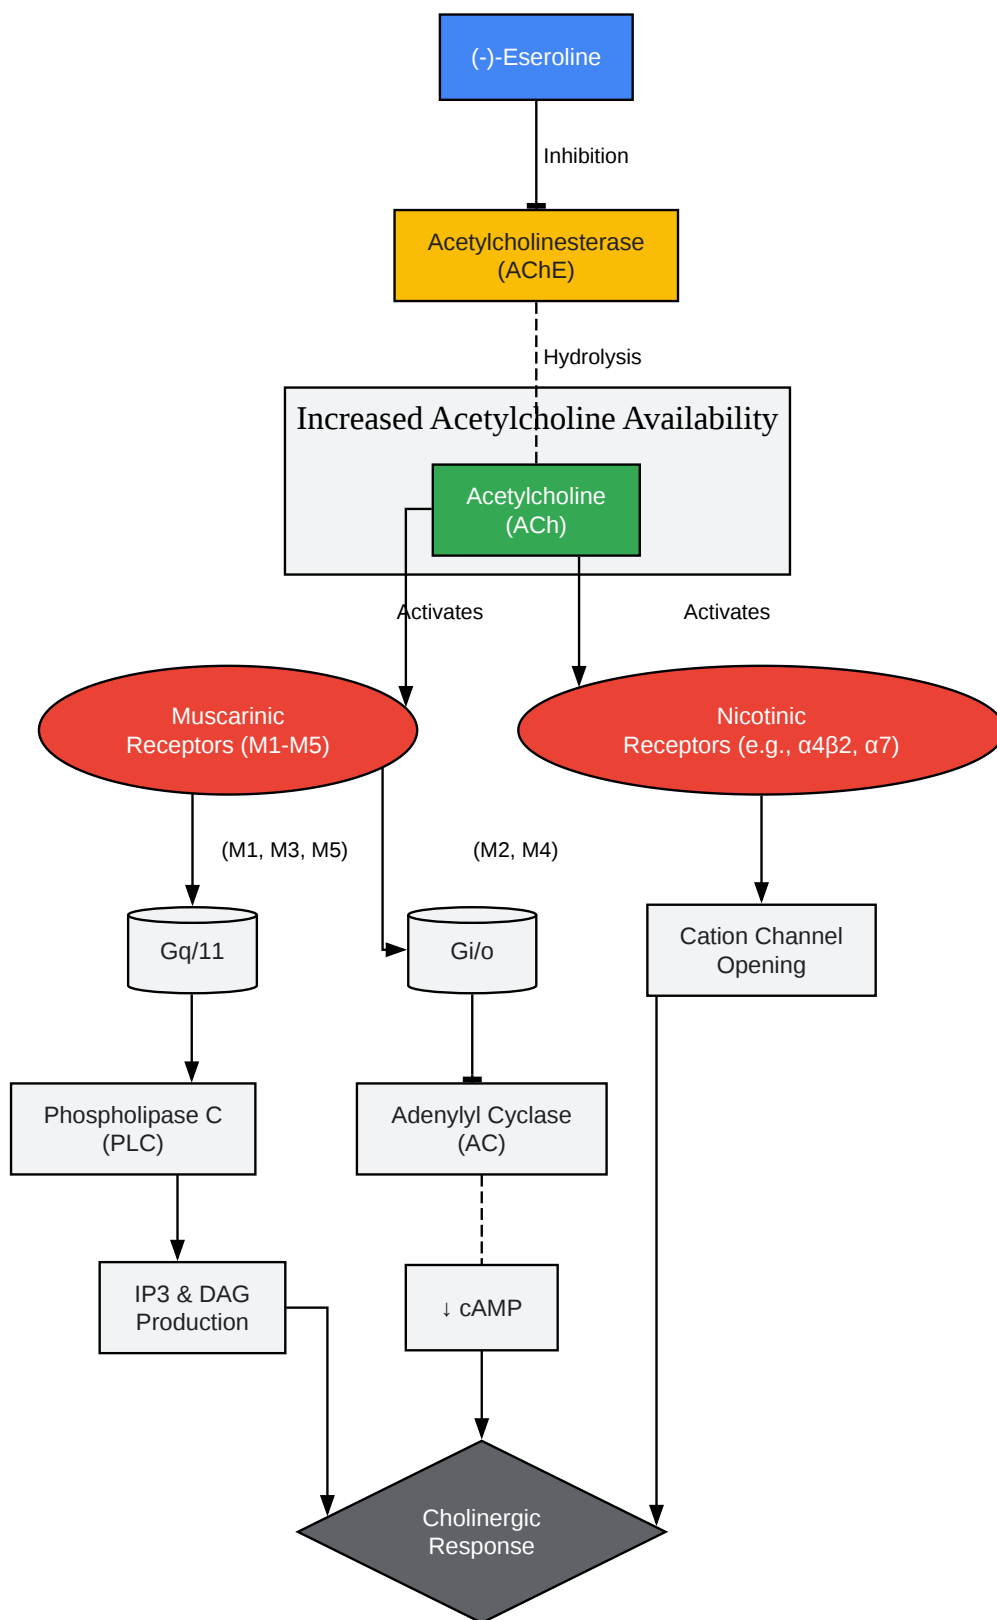 (-)-Eseroline
Inhibition
Acetylcholinesterase
(AChE)
Hydrolysis
Increased Acetylcholine Availability
Acetylcholine
(ACh)
Activates
Activates
Muscarinic
Receptors (M1-M5)
Nicotinic
Receptors (e.g., α4β2, α7)
(M1, M3, M5)
(M2, M4)
Gq/11
Gi/o
Cation Channel
Opening
Phospholipase C
(PLC)
Adenylyl Cyclase
(AC)
IP3 & DAG
Production
↓ cAMP
Cholinergic
Response